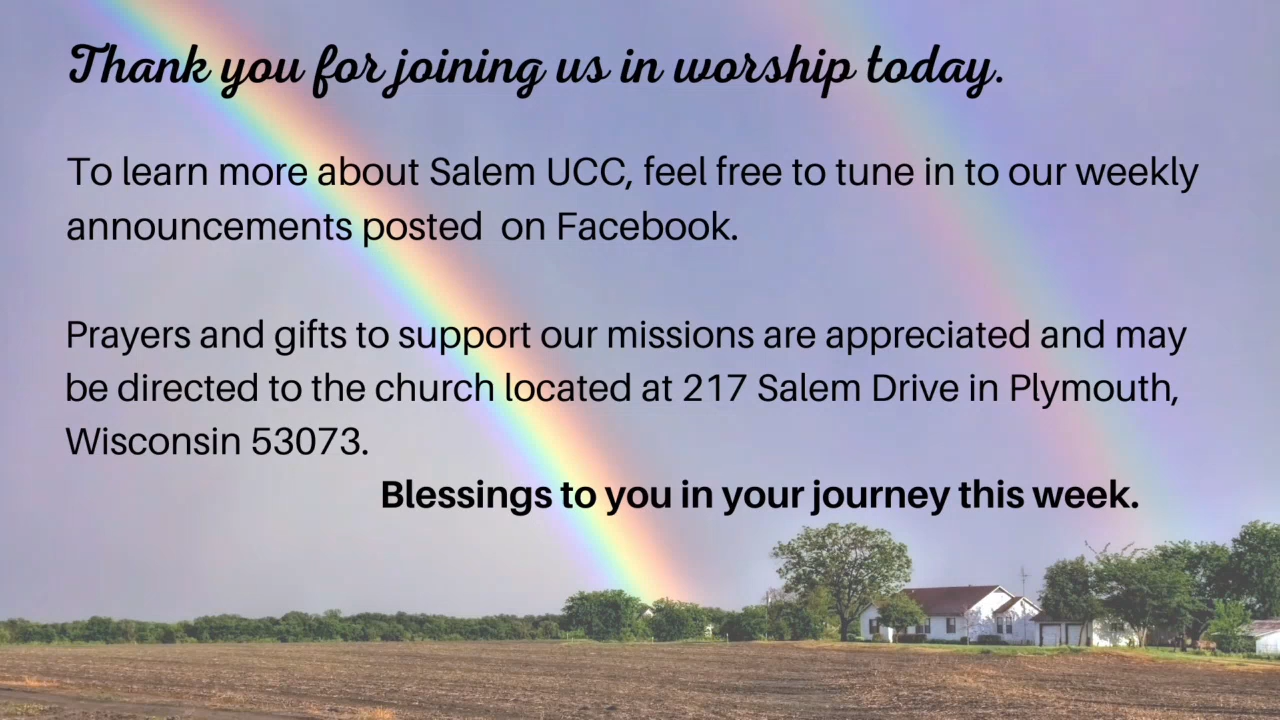 Thank you for joining us in worship today.
To learn more about Salem UCC, feel free to tune in to our weekly
announcements posted  on Facebook.
Prayers and gifts to support our missions are appreciated and may
be directed to the church located at 217 Salem Drive in Plymouth,
Wisconsin 53073.
Blessings to you in your journey this week.